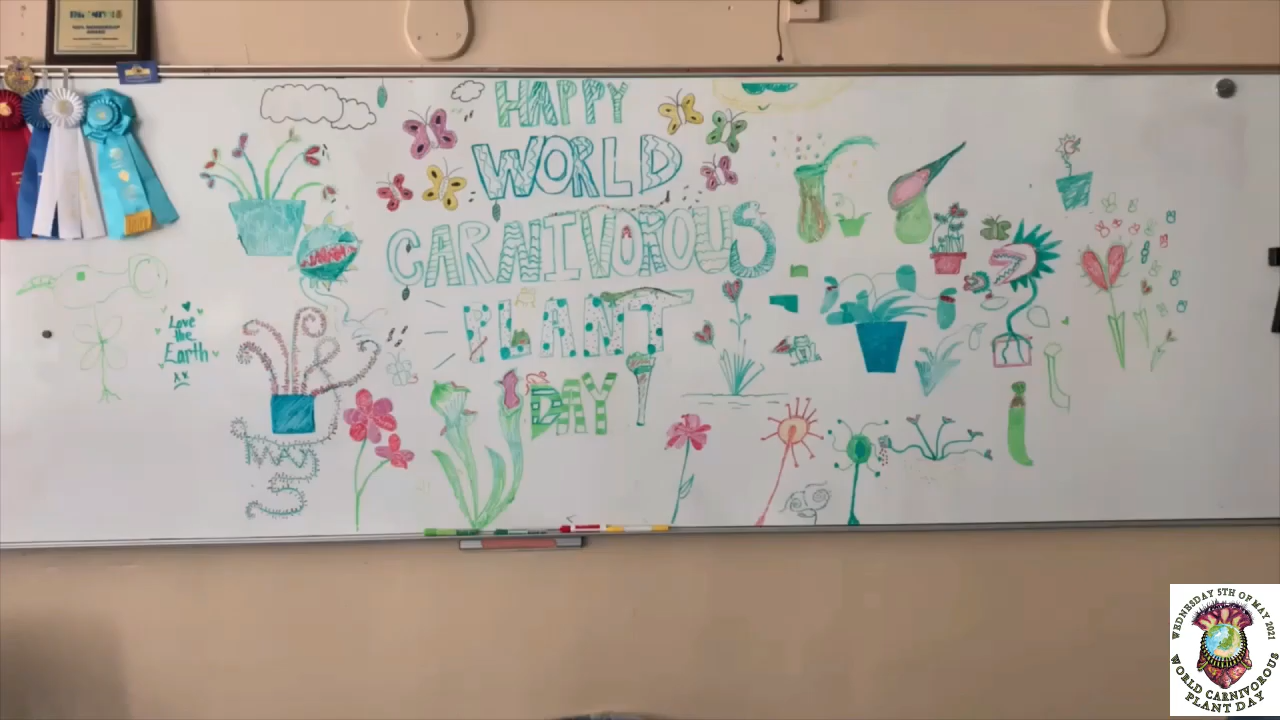 HAPPY
WORLD
CARNIVOROUS
PLANT
DAY
Love
the
Earth
MAY
5
WEDNESDAY 5TH OF MAY 2021
WORLD CARNIVOROUS
PLANT DAY